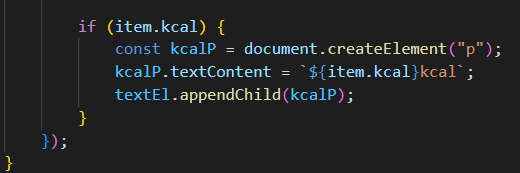 if (item.kcal) {
const kcalP = document.createElement("p");
kcalP.textContent = `${item.kcal}kcal`;
textEl.appendChild(kcalP);
}
});
}